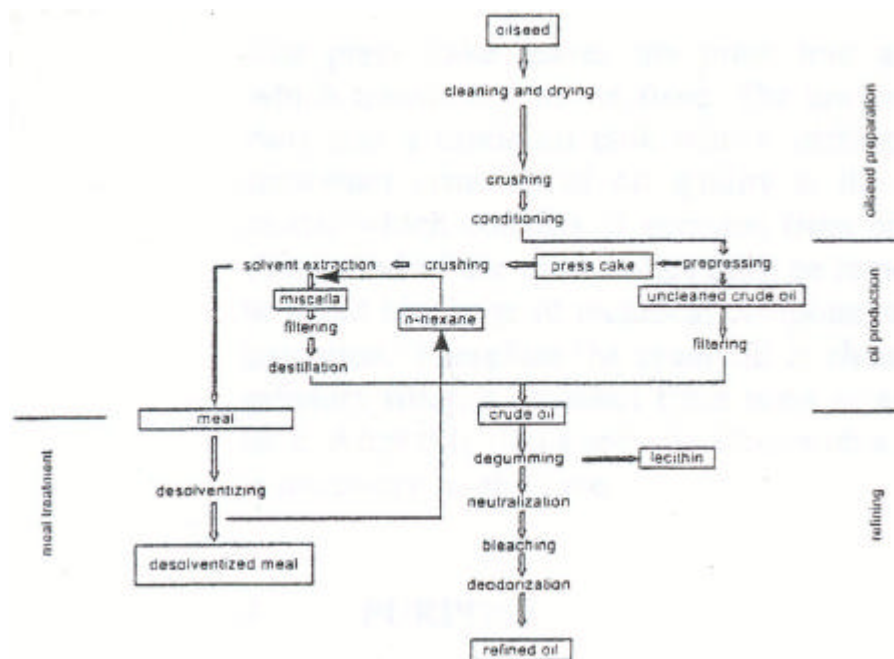 oilseed
cleaning and drying
crushing
conditioning
oilseed preparation
solvent extraction
crushing
press cake
prepressing
miscella
n-hexane
uncleaned crude oil
filtering
filtering
destillation
oil production
meal
crude oil
degumming
lecithin
desolventizing
neutralization
bleaching
desolventized meal
deodorization
refined oil
meal treatment
refining